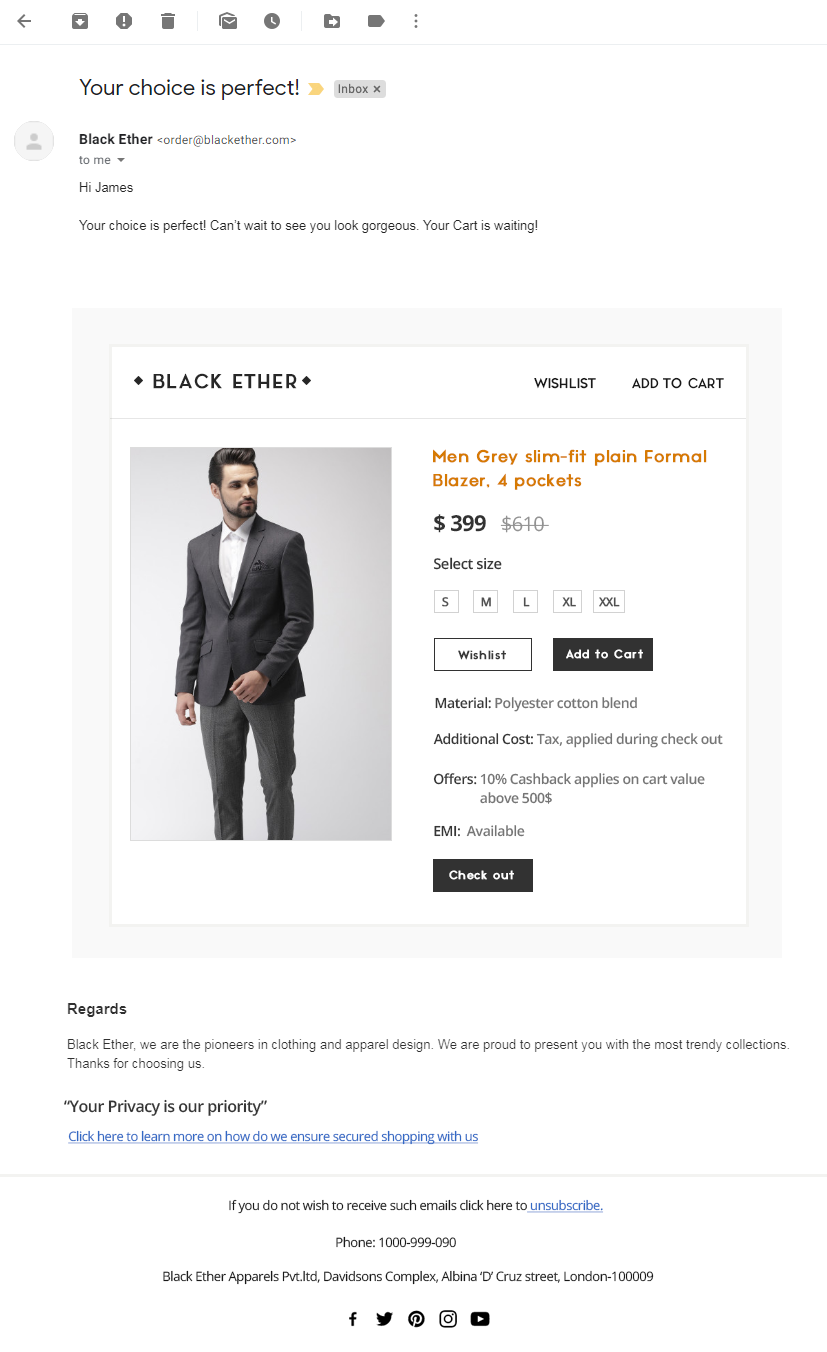 Your choice is perfect! Inbox ×
Black Ether <order@blackether.com>
to me
Hi James
Your choice is perfect! Can't wait to see you look gorgeous. Your Cart is waiting!
BLACK ETHER
WISHLIST ADD TO CART
Men Grey slim-fit plain Formal
Blazer, 4 pockets
$ 399 $610
Select size
S M L XL XXL
Wishlist Add to Cart
Material: Polyester cotton blend
Additional Cost: Tax, applied during check out
Offers: 10% Cashback applies on cart value
above 500$
EMI: Available
Check out
Regards
Black Ether, we are the pioneers in clothing and apparel design. We are proud to present you with the most trendy collections.
Thanks for choosing us.
“Your Privacy is our priority”
Click here to learn more on how do we ensure secured shopping with us
If you do not wish to receive such emails click here to unsubscribe.
Phone: 1000-999-090
Black Ether Apparels Pvt.ltd, Davidsons Complex, Albina ‘D’ Cruz street, London-100009